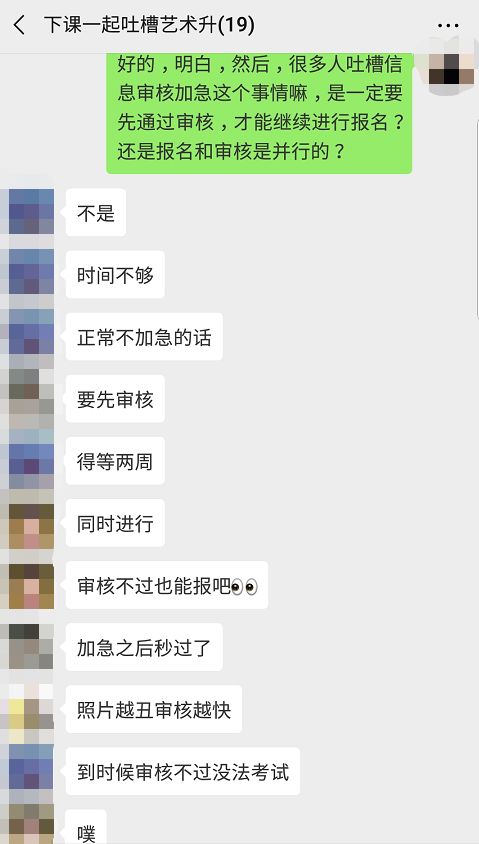 下课一起吐槽艺术升(19)
好的，明白，然后，很多人吐槽信
息审核加急这个事情嘛，是一定要
先通过审核，才能继续进行报名？
还是报名和审核是并行的？
不是
时间不够
正常不加急的话
要先审核
得等两周
同时进行
审核不过也能报吧👀
加急之后秒过了
照片越丑审核越快
到时候审核不过没法考试
噗